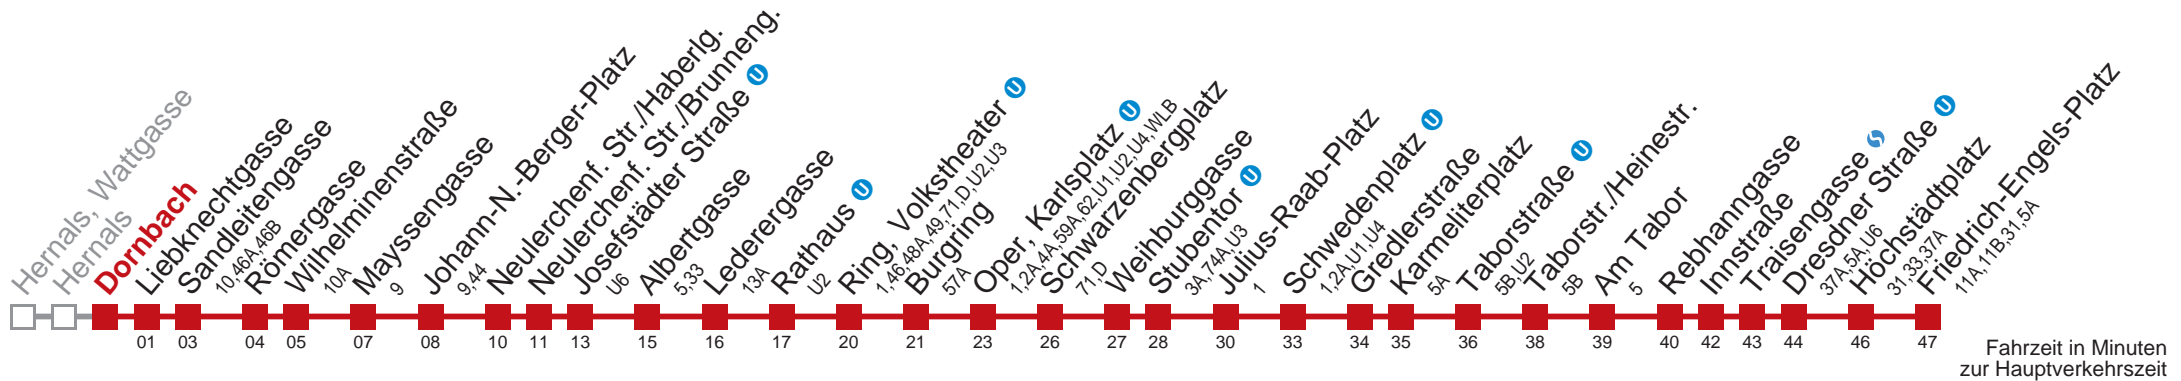 Hernals, Wattgasse
Hernals
Dornbach
Liebknechtgasse
01
Sandleitengasse
10,46A,46B
03
Römergasse
04
Wilhelminenstraße
10A
05
Mayssengasse
9
07
Johann-N.-Berger-Platz
9,44
08
Neulerchenf. Str./Haberlg.
10
Neulerchenf. Str./Brunneng.
11
Josefstädter Straße U
U6
13
Albertgasse
5,33
15
Lederergasse
13A
16
Rathaus U
U2
17
Ring, Volkstheater U
1,46,48A,49,71,D,U2,U3
20
Burgring
57A
21
Oper, Karlsplatz U
1,2A,4A,59A,62,U1,U2,U4,WLB
23
Schwarzenbergplatz
71,D
26
Weihburggasse
27
Stubentor U
3A,74A,U3
28
Julius-Raab-Platz
1
30
Schwedenplatz U
1,2A,U1,U4
33
Gredlerstraße
34
Karmeliterplatz
5A
35
Taborstraße U
5B,U2
36
Taborstr./Heinestr.
5B
38
Am Tabor
5
39
Rebhanngasse
40
Innstraße
42
Traisengasse
43
Dresdner Straße U
37A,5A,U6
44
Höchstädtplatz
31,33,37A
46
Friedrich-Engels-Platz
11A,11B,31,5A
47
Fahrzeit in Minuten
zur Hauptverkehrszeit